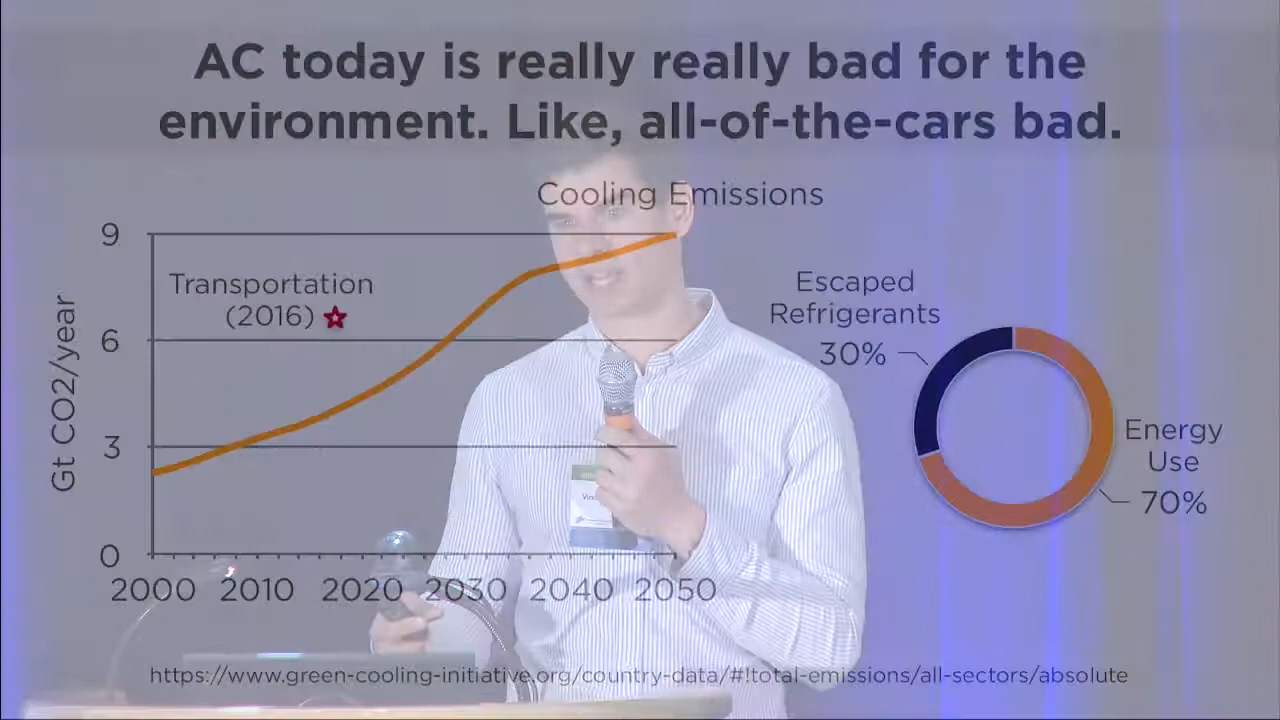 AC today is really really bad for the
environment. Like, all-of-the-cars bad.
Cooling Emissions
9
Transportation
(2016)
6
3
0
Gt CO2/year
2000 2010 2020 2030 2040 2050
Escaped
Refrigerants
30%
Energy
Use
70%
https://www.green-cooling-initiative.org/country-data/#!total-emissions/all-sectors/absolute